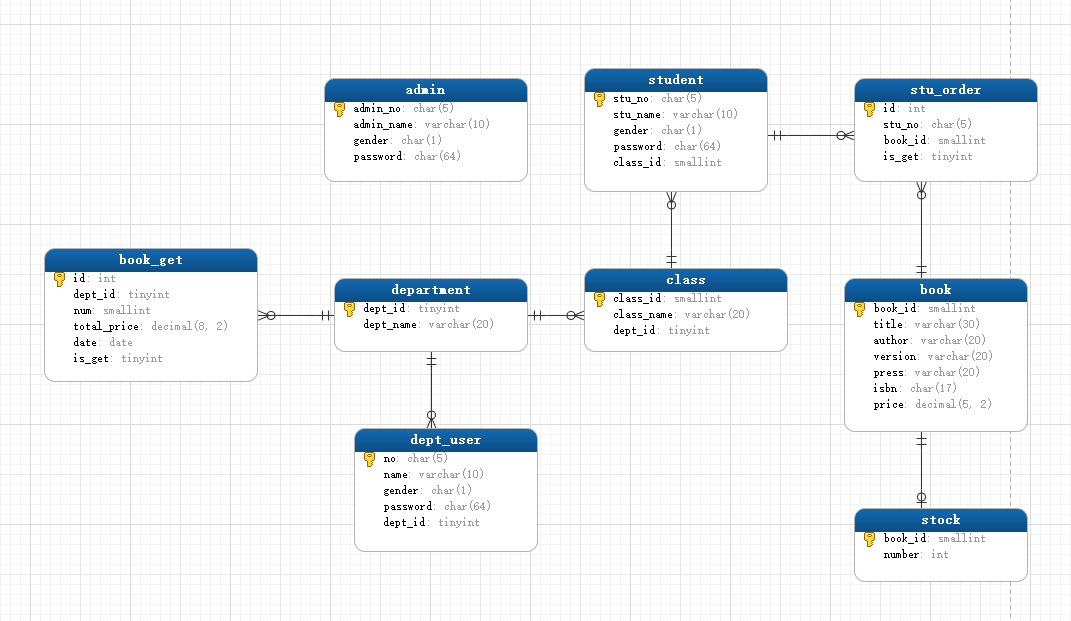 admin
admin_no: char(5)
admin_name: varchar(10)
gender: char(1)
password: char(64)
student
stu_no: char(5)
stu_name: varchar(10)
gender: char(1)
password: char(64)
class_id: smallint
stu_order
id: int
stu_no: char(5)
book_id: smallint
is_get: tinyint
book_get
id: int
dept_id: tinyint
num: smallint
total_price: decimal(8, 2)
date: date
is_get: tinyint
department
dept_id: tinyint
dept_name: varchar(20)
class
class_id: smallint
class_name: varchar(20)
dept_id: tinyint
book
book_id: smallint
title: varchar(30)
author: varchar(20)
version: varchar(20)
press: varchar(20)
isbn: char(17)
price: decimal(5, 2)
dept_user
no: char(5)
name: varchar(10)
gender: char(1)
password: char(64)
dept_id: tinyint
stock
book_id: smallint
number: int